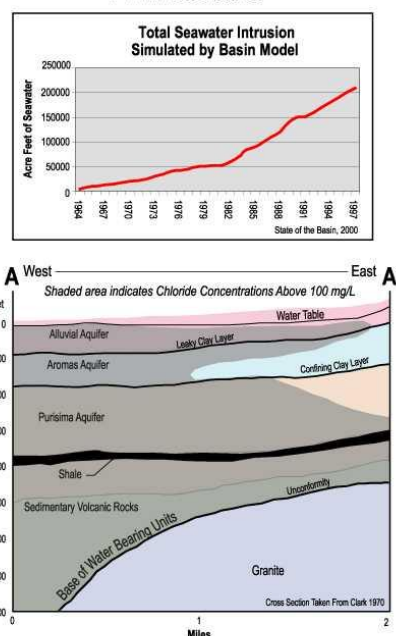 Total Seawater Intrusion
Simulated by Basin Model
Acre Feet of Seawater
250000
200000
150000
100000
50000
0
1964
1967
1970
1973
1976
1979
1982
1985
1988
1991
1994
1997
State of the Basin, 2000
A West East A
Shaded area indicates Chloride Concentrations Above 100 mg/L
0
Water Table
Alluvial Aquifer
Leaky Clay Layer
Aromas Aquifer
Confining Clay Layer
Purisima Aquifer
Shale
Unconformity
Sedimentary Volcanic Rocks
Base of Water Bearing Units
Granite
Cross Section Taken From Clark 1970
0
1
2
Miles